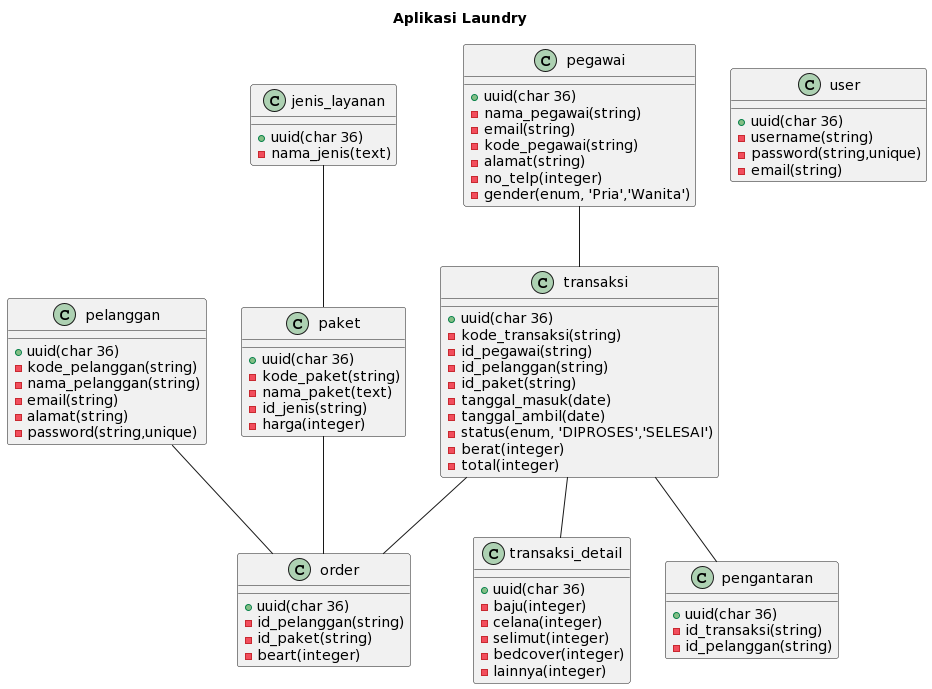 Aplikasi Laundry
C pegawai
uuid(char 36)
nama_pegawai(string)
email(string)
kode_pegawai(string)
alamat(string)
no_telp(integer)
gender(enum, 'Pria','Wanita')
C user
uuid(char 36)
username(string)
password(string,unique)
email(string)
C jenis_layanan
uuid(char 36)
nama_jenis(text)
C transaksi
uuid(char 36)
kode_transaksi(string)
id_pegawai(string)
id_pelanggan(string)
id_paket(string)
tanggal_masuk(date)
tanggal_ambil(date)
status(enum, 'DIPROSES','SELESAI')
berat(integer)
total(integer)
C pelanggan
uuid(char 36)
kode_pelanggan(string)
nama_pelanggan(string)
email(string)
alamat(string)
password(string,unique)
C paket
uuid(char 36)
kode_paket(string)
nama_paket(text)
id_jenis(string)
harga(integer)
C order
uuid(char 36)
id_pelanggan(string)
id_paket(string)
beart(integer)
C transaksi_detail
uuid(char 36)
baju(integer)
celana(integer)
selimut(integer)
bedcover(integer)
lainnya(integer)
C pengantaran
uuid(char 36)
id_transaksi(string)
id_pelanggan(string)